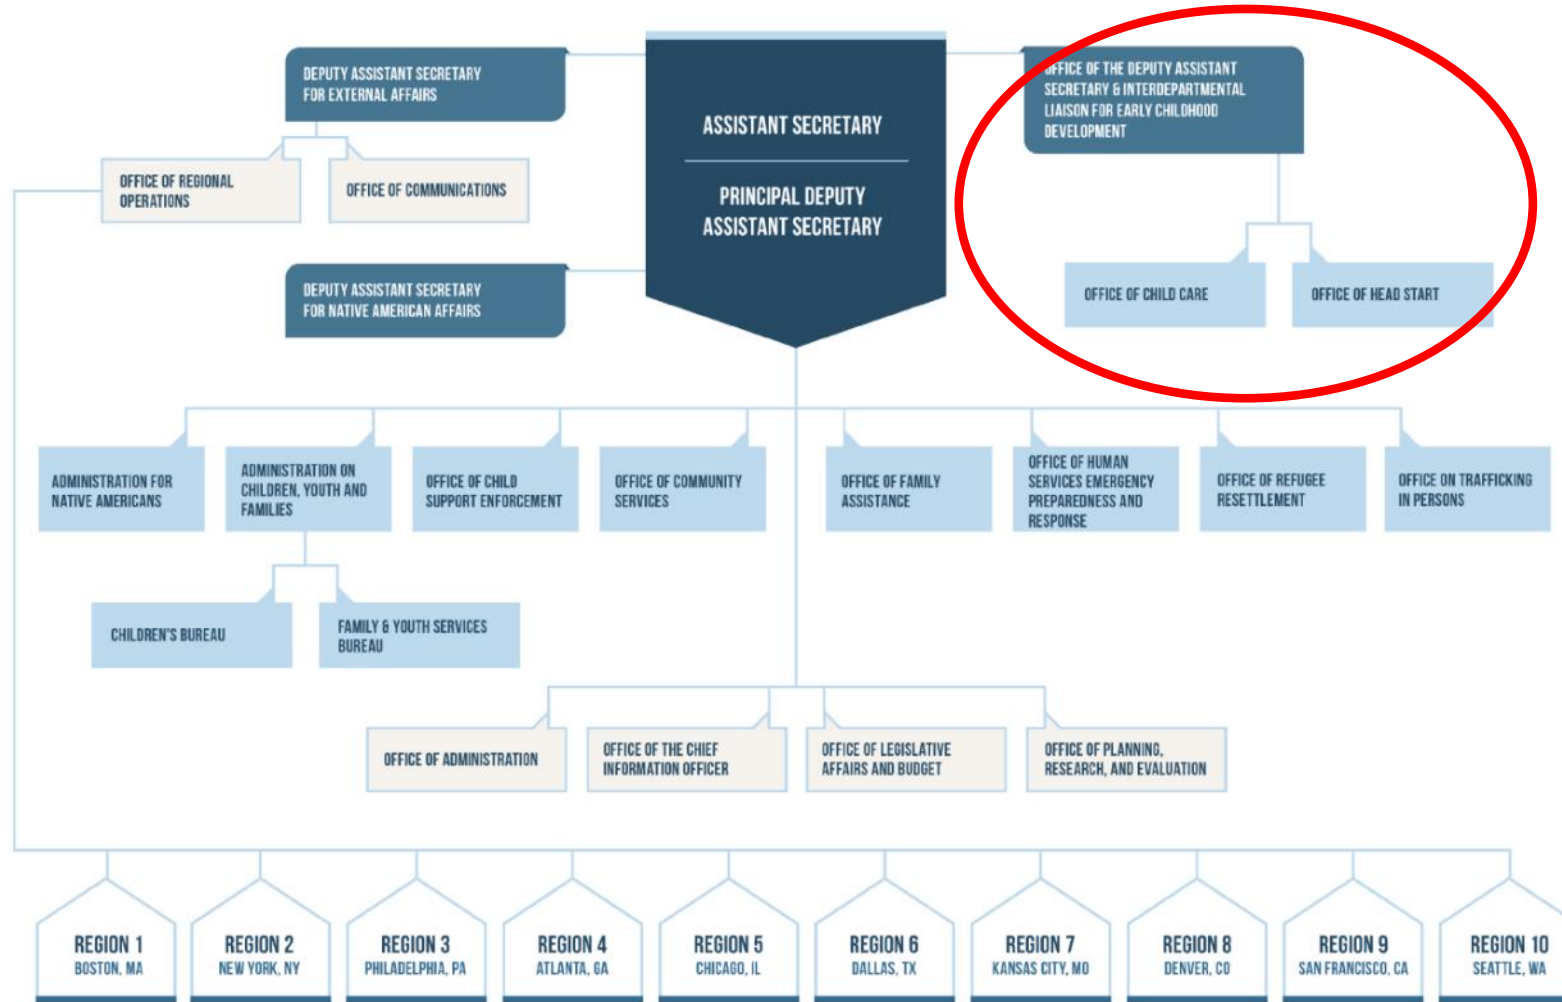 DEPUTY ASSISTANT SECRETARY
FOR EXTERNAL AFFAIRS
OFFICE OF REGIONAL
OPERATIONS
OFFICE OF COMMUNICATIONS
DEPUTY ASSISTANT SECRETARY
FOR NATIVE AMERICAN AFFAIRS
ASSISTANT SECRETARY
PRINCIPAL DEPUTY
ASSISTANT SECRETARY
OFFICE OF THE DEPUTY ASSISTANT
SECRETARY & INTERDEPARTMENTAL
LIAISON FOR EARLY CHILDHOOD
DEVELOPMENT
OFFICE OF CHILD CARE
OFFICE OF HEAD START
ADMINISTRATION FOR
NATIVE AMERICANS
ADMINISTRATION ON
CHILDREN, YOUTH AND
FAMILIES
OFFICE OF CHILD
SUPPORT ENFORCEMENT
OFFICE OF COMMUNITY
SERVICES
OFFICE OF FAMILY
ASSISTANCE
OFFICE OF HUMAN
SERVICES EMERGENCY
PREPAREDNESS AND
RESPONSE
OFFICE OF REFUGEE
RESETTLEMENT
OFFICE ON TRAFFICKING
IN PERSONS
CHILDREN'S BUREAU
FAMILY & YOUTH SERVICES
BUREAU
OFFICE OF ADMINISTRATION
OFFICE OF THE CHIEF
INFORMATION OFFICER
OFFICE OF LEGISLATIVE
AFFAIRS AND BUDGET
OFFICE OF PLANNING,
RESEARCH, AND EVALUATION
REGION 1
BOSTON, MA
REGION 2
NEW YORK, NY
REGION 3
PHILADELPHIA, PA
REGION 4
ATLANTA, GA
REGION 5
CHICAGO, IL
REGION 6
DALLAS, TX
REGION 7
KANSAS CITY, MO
REGION 8
DENVER, CO
REGION 9
SAN FRANCISCO, CA
REGION 10
SEATTLE, WA